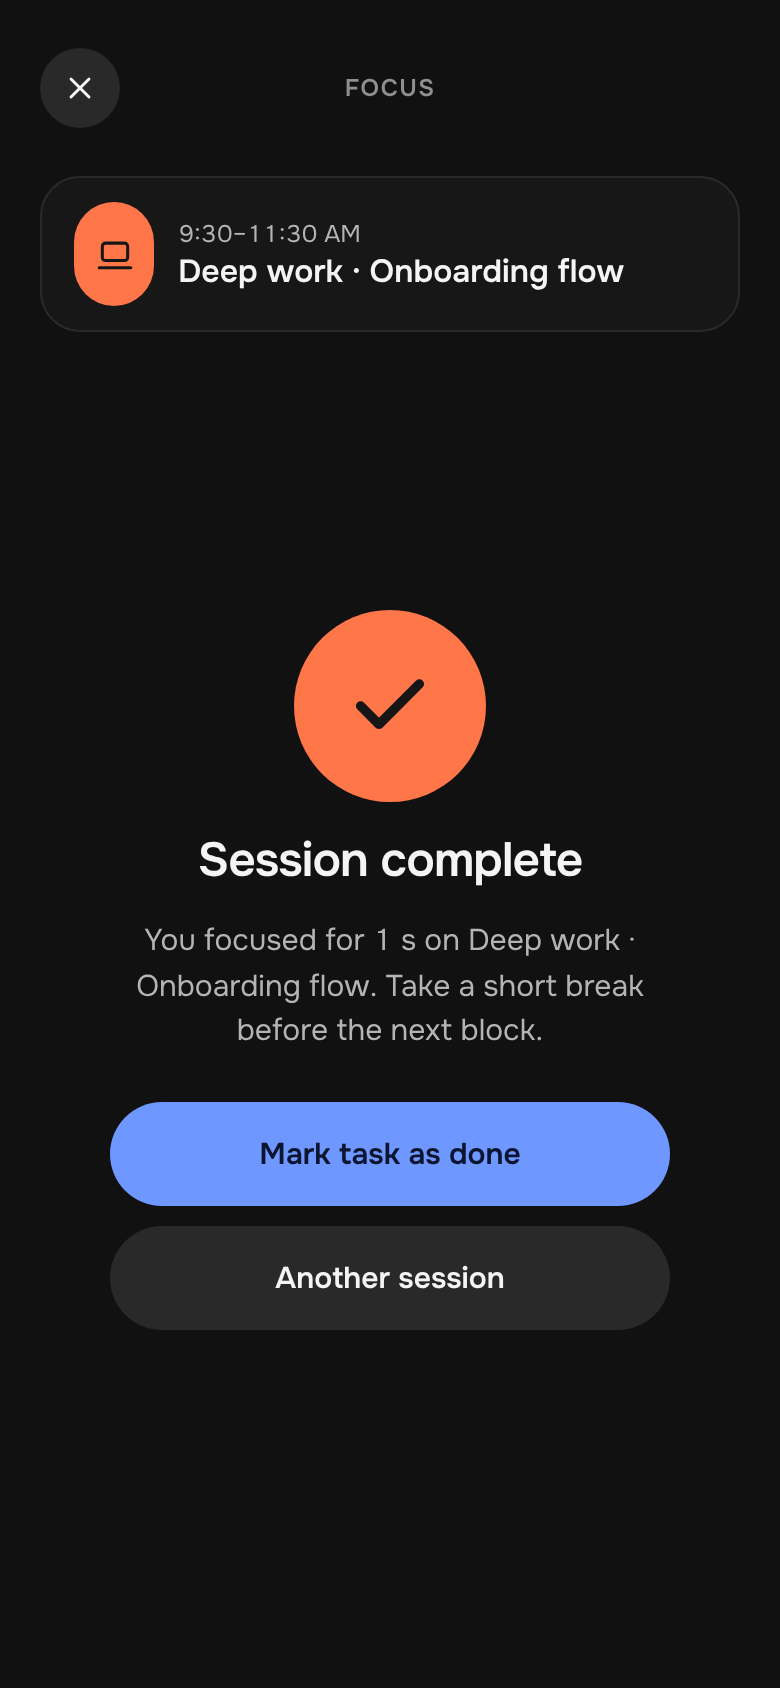 FOCUS
9:30–11:30 AM
Deep work · Onboarding flow
Session complete
You focused for 1 s on Deep work ·
Onboarding flow. Take a short break
before the next block.
Mark task as done
Another session